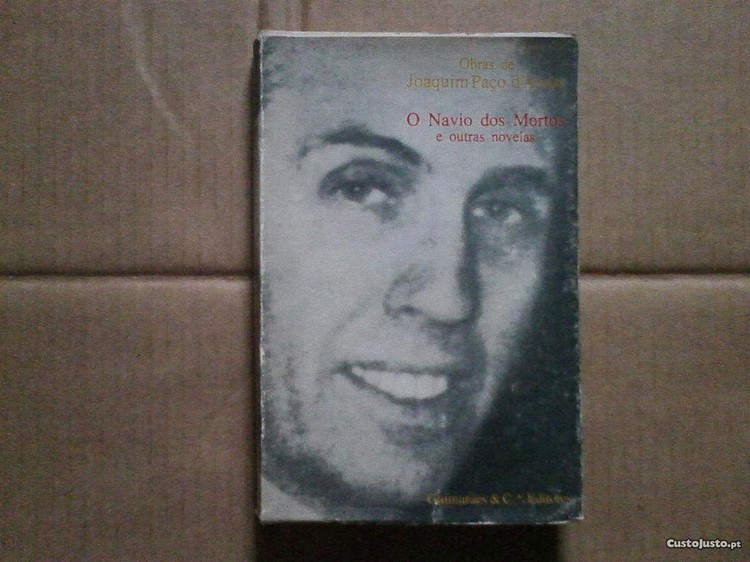 Obras de
Joaquim Paço d'Arcos
O Navio dos Mortos
e outras novelas
Guimarães & C.ª Editores
CustoJusto.pt